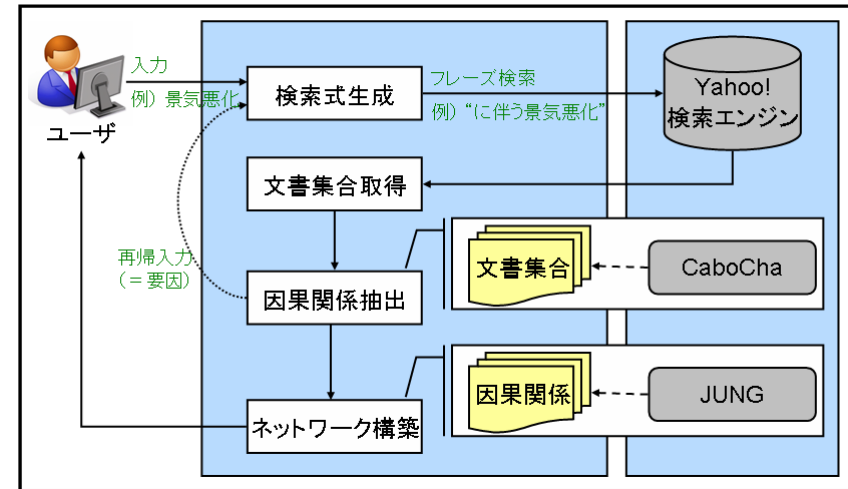 入力
例）景気悪化
ユーザ
検索式生成
フレーズ検索
例）“に伴う景気悪化”
Yahoo!
検索エンジン
文書集合取得
再帰入力
（＝要因）
因果関係抽出
文書集合
CaboCha
ネットワーク構築
因果関係
JUNG